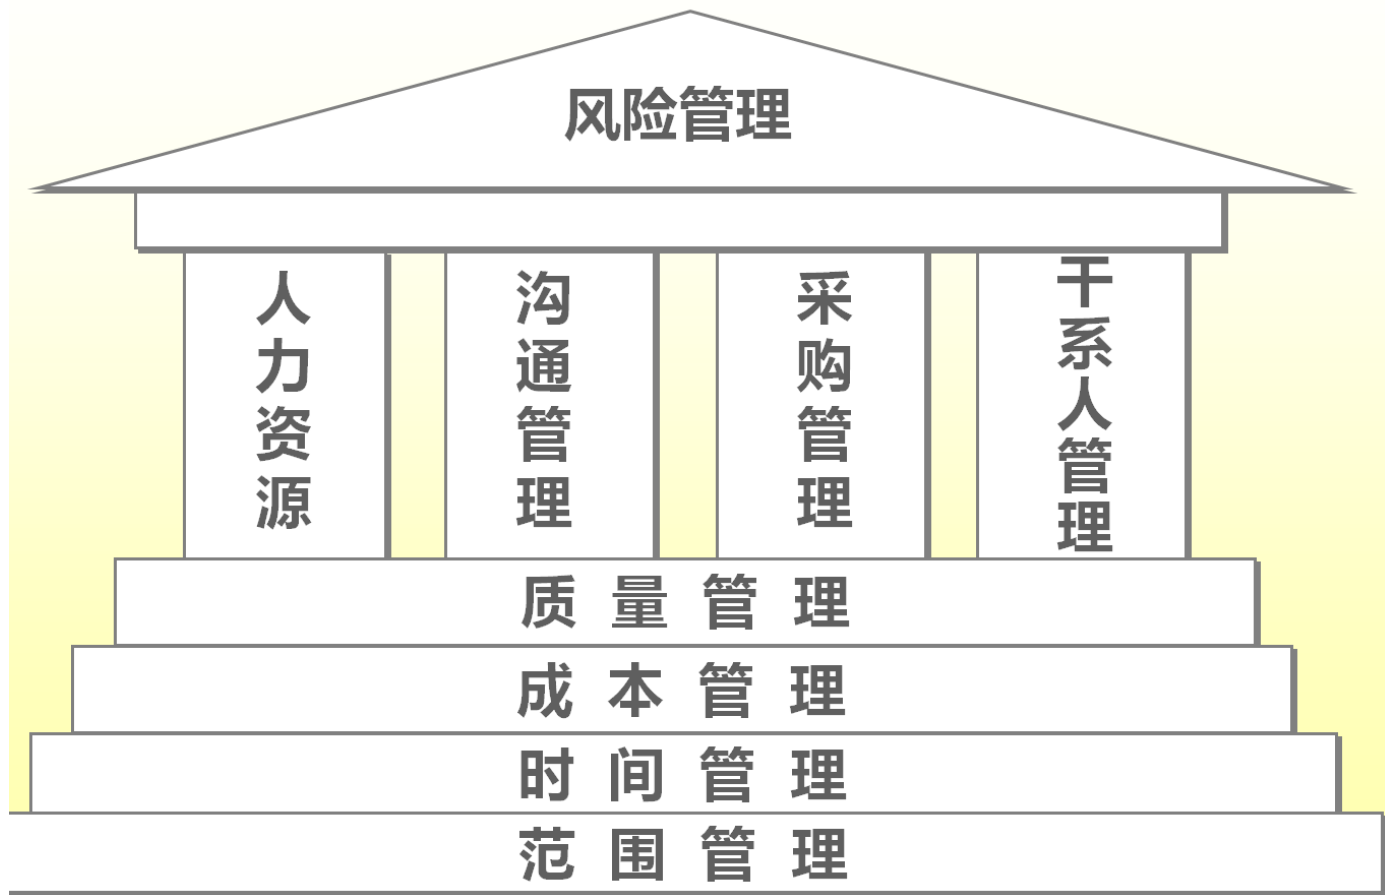 风险管理
人力资源
沟通管理
采购管理
干系人管理
质量管理
成本管理
时间管理
范围管理